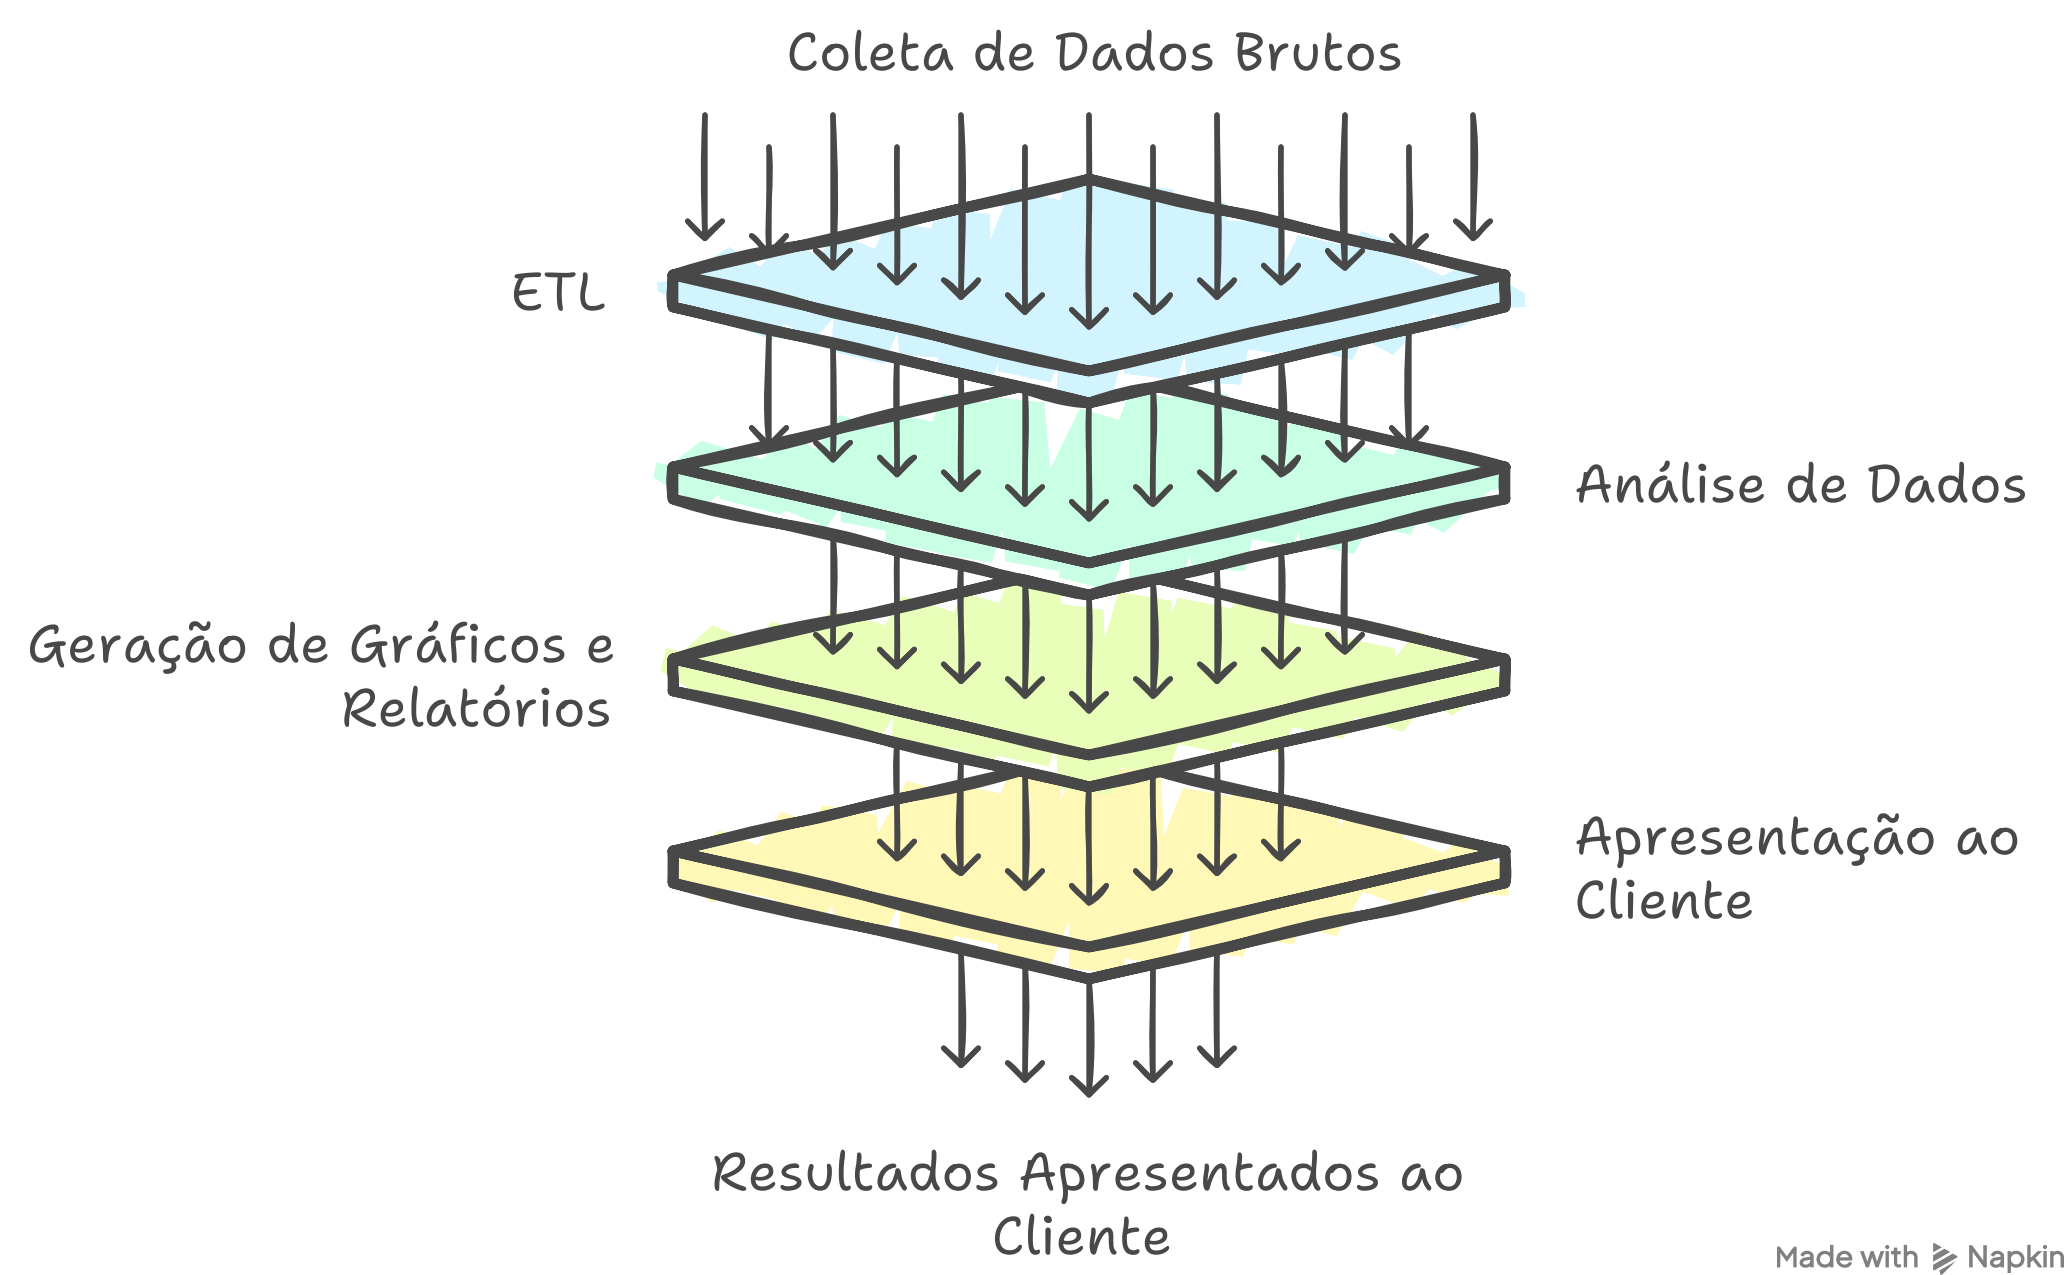 Coleta de Dados Brutos
ETL
Análise de Dados
Geração de Gráficos e
Relatórios
Apresentação ao
Cliente
Resultados Apresentados ao
Cliente
Made with Napkin